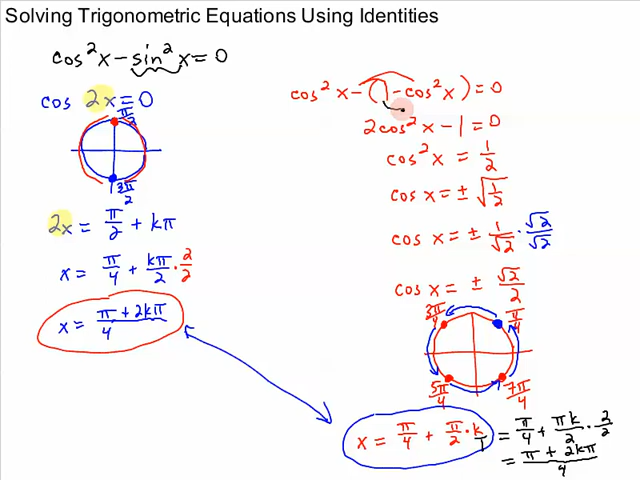 Solving Trigonometric Equations Using Identities
cos²x − sin²x = 0
cos 2x = 0
π/2
3π/2
2x = π/2 + kπ
x = π/4 + kπ/2 · 2/2
x = (π + 2kπ)/4
cos²x − (1 − cos²x) = 0
2cos²x − 1 = 0
cos²x = 1/2
cos x = ± √(1/2)
cos x = ± 1/√2 · √2/√2
cos x = ± √2/2
3π/4 π/4
5π/4 7π/4
x = π/4 + π/2 · k/1 = π/4 + πk/2 · 2/2
= (π + 2kπ)/4